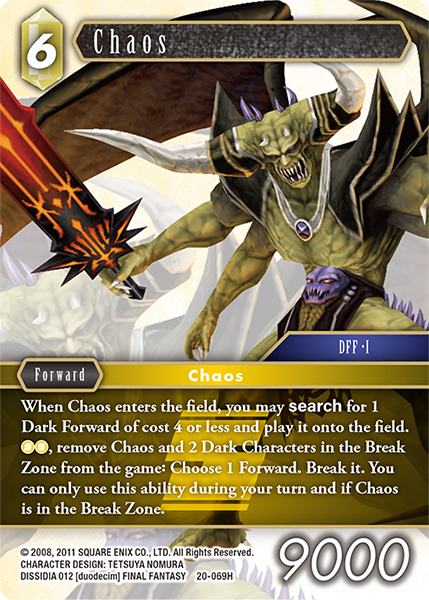 6
Chaos
DFF·I
Forward
Chaos
When Chaos enters the field, you may search for 1
Dark Forward of cost 4 or less and play it onto the field.
, remove Chaos and 2 Dark Characters in the Break
Zone from the game: Choose 1 Forward. Break it. You
can only use this ability during your turn and if Chaos
is in the Break Zone.
© 2008, 2011 SQUARE ENIX CO., LTD. All Rights Reserved.
CHARACTER DESIGN: TETSUYA NOMURA
DISSIDIA 012 [duodecim] FINAL FANTASY 20-069H
9000